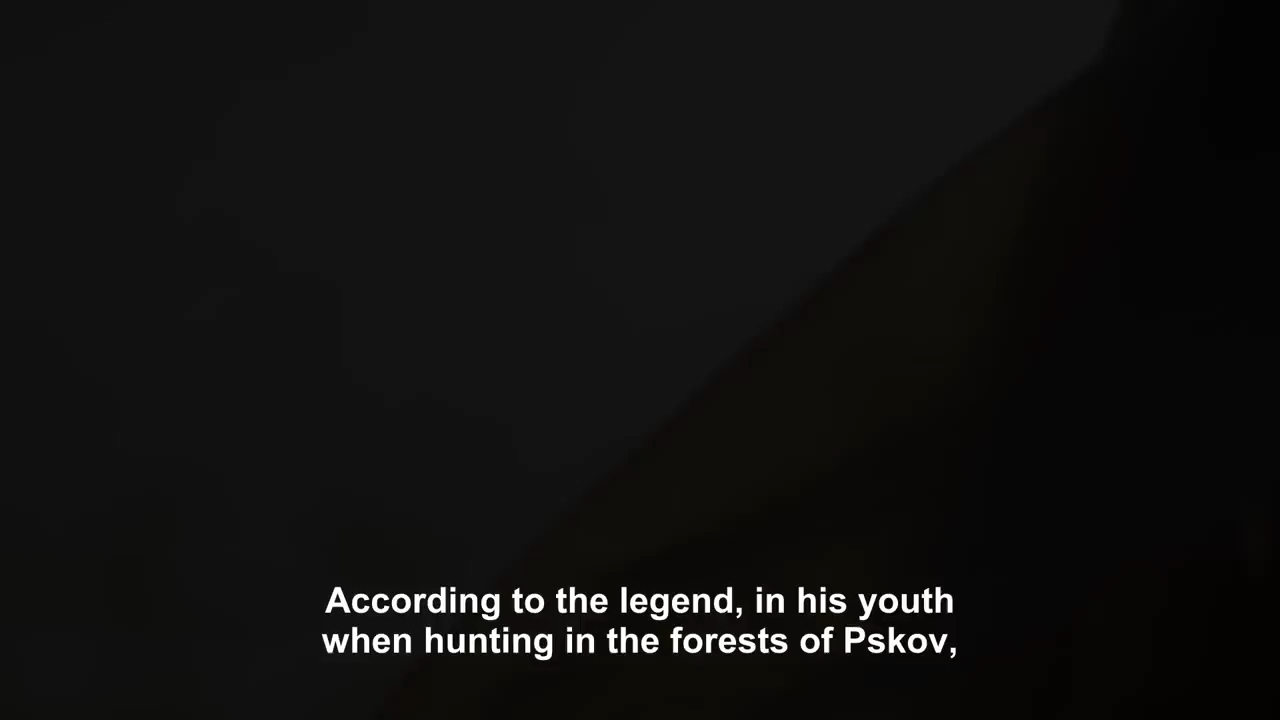 According to the legend, in his youth
when hunting in the forests of Pskov,